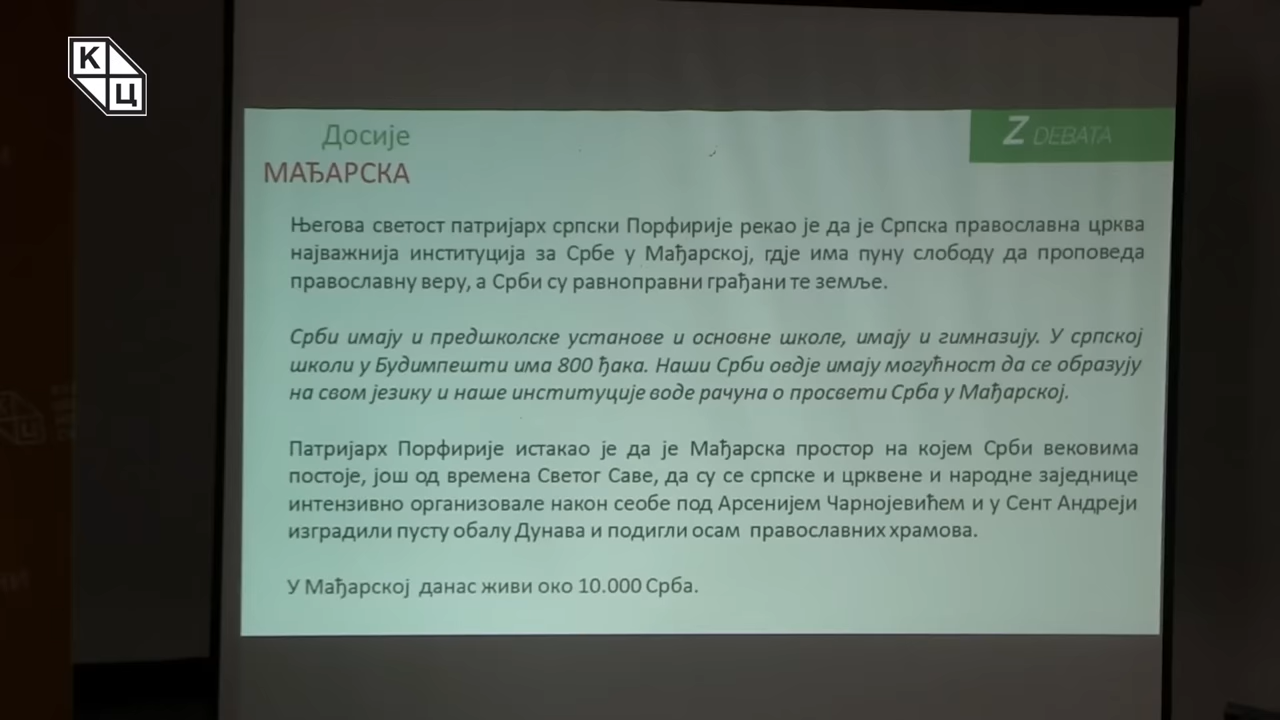 К
Ц
Досије
МАЂАРСКА
Z DEBATA
Његова светост патријарх српски Порфирије рекао је да је Српска православна црква
најважнија институција за Србе у Мађарској, гдје има пуну слободу да проповеда
православну веру, а Срби су равноправни грађани те земље.
Срби имају и предшколске установе и основне школе, имају и гимназију. У српској
школи у Будимпешти има 800 ђака. Наши Срби овдје имају могућност да се образују
на свом језику и наше институције воде рачуна о просвети Срба у Мађарској.
Патријарх Порфирије истакао је да је Мађарска простор на којем Срби вековима
постоје, још од времена Светог Саве, да су се српске и црквене и народне заједнице
интензивно организовале након сеобе под Арсенијем Чарнојевићем и у Сент Андреји
изградили пусту обалу Дунава и подигли осам православних храмова.
У Мађарској данас живи око 10.000 Срба.